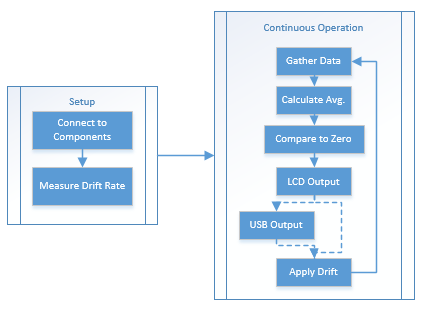 Setup
Connect to
Components
Measure Drift Rate
Continuous Operation
Gather Data
Calculate Avg.
Compare to Zero
LCD Output
USB Output
Apply Drift